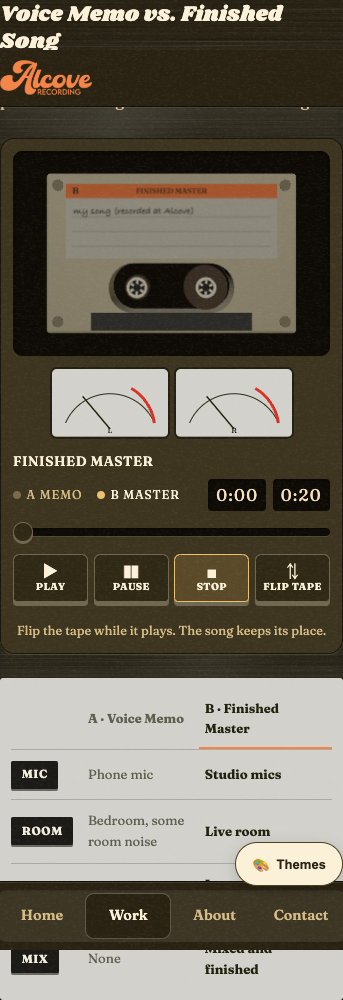 Voice Memo vs. Finished
Song
Alcove
RECORDING
B FINISHED MASTER
my song (recorded at Alcove)
L
R
FINISHED MASTER
A MEMO
B MASTER
0:00
0:20
PLAY
PAUSE
STOP
FLIP TAPE
Flip the tape while it plays. The song keeps its place.
A · Voice Memo
B · Finished
Master
MIC
Phone mic
Studio mics
ROOM
Bedroom, some
room noise
Live room
Themes
Home
Work
About
Contact
MIX
None
Mixed and
finished